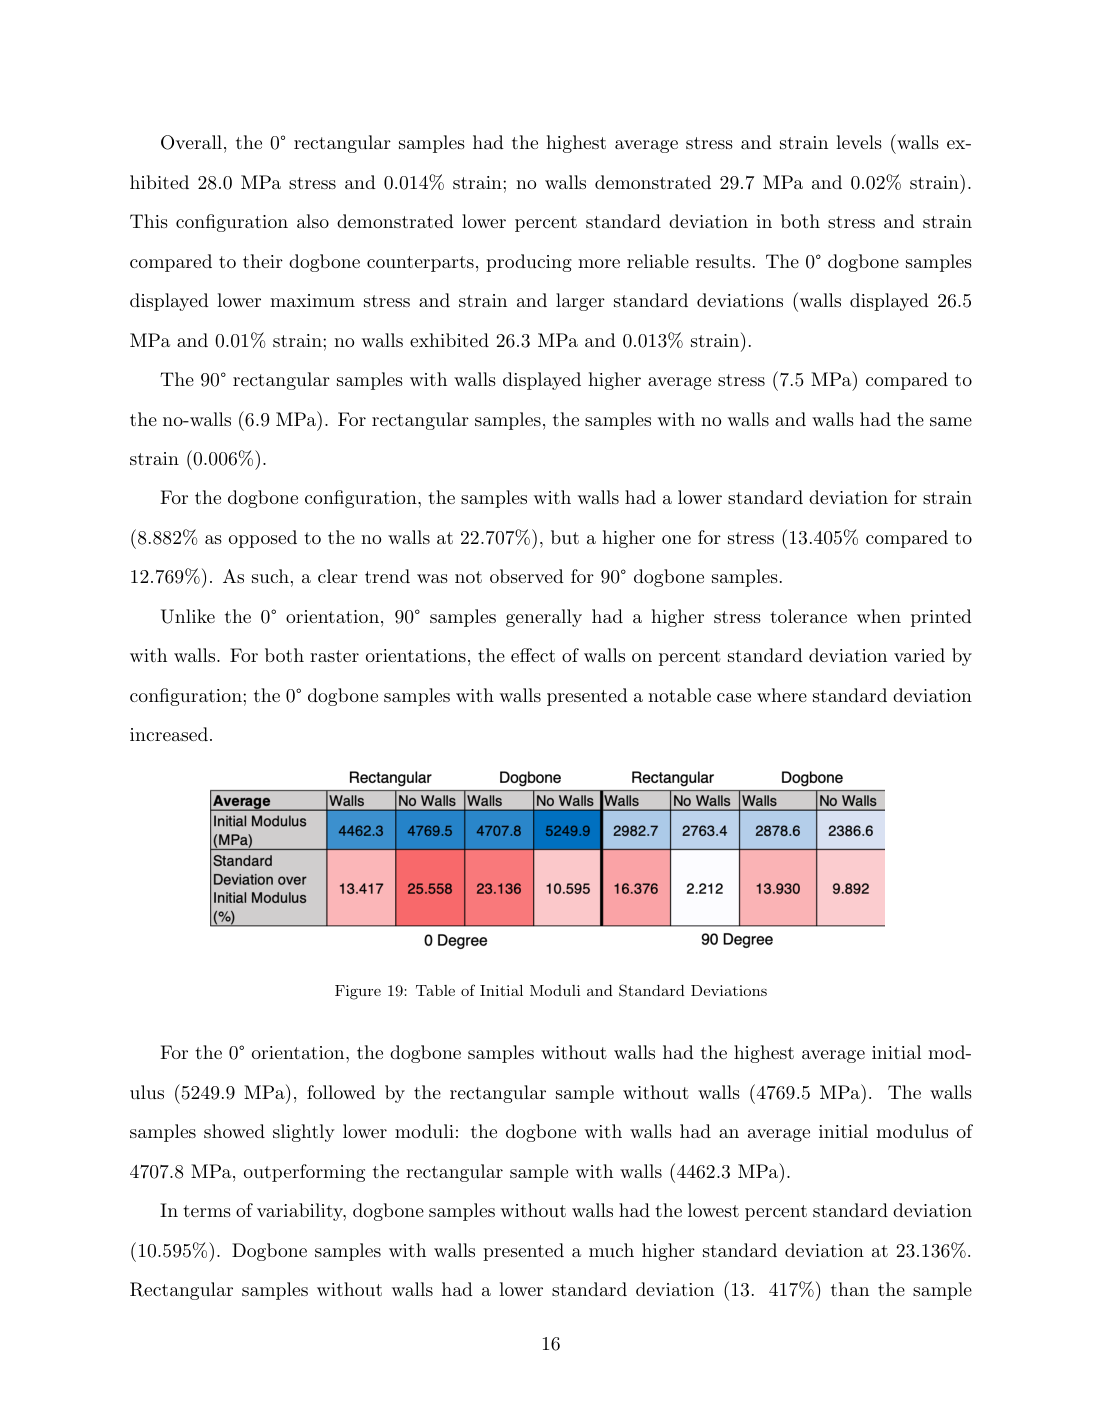 Overall, the 0° rectangular samples had the highest average stress and strain levels (walls ex-
hibited 28.0 MPa stress and 0.014% strain; no walls demonstrated 29.7 MPa and 0.02% strain).
This configuration also demonstrated lower percent standard deviation in both stress and strain
compared to their dogbone counterparts, producing more reliable results. The 0° dogbone samples
displayed lower maximum stress and strain and larger standard deviations (walls displayed 26.5
MPa and 0.01% strain; no walls exhibited 26.3 MPa and 0.013% strain).
The 90° rectangular samples with walls displayed higher average stress (7.5 MPa) compared to
the no-walls (6.9 MPa). For rectangular samples, the samples with no walls and walls had the same
strain (0.006%).
For the dogbone configuration, the samples with walls had a lower standard deviation for strain
(8.882% as opposed to the no walls at 22.707%), but a higher one for stress (13.405% compared to
12.769%). As such, a clear trend was not observed for 90° dogbone samples.
Unlike the 0° orientation, 90° samples generally had a higher stress tolerance when printed
with walls. For both raster orientations, the effect of walls on percent standard deviation varied by
configuration; the 0° dogbone samples with walls presented a notable case where standard deviation
increased.
Rectangular Dogbone Rectangular Dogbone
Average Walls No Walls Walls No Walls Walls No Walls Walls No Walls
Initial Modulus
(MPa) 4462.3 4769.5 4707.8 5249.9 2982.7 2763.4 2878.6 2386.6
Standard
Deviation over
Initial Modulus
(%) 13.417 25.558 23.136 10.595 16.376 2.212 13.930 9.892
0 Degree 90 Degree
Figure 19: Table of Initial Moduli and Standard Deviations
For the 0° orientation, the dogbone samples without walls had the highest average initial mod-
ulus (5249.9 MPa), followed by the rectangular sample without walls (4769.5 MPa). The walls
samples showed slightly lower moduli: the dogbone with walls had an average initial modulus of
4707.8 MPa, outperforming the rectangular sample with walls (4462.3 MPa).
In terms of variability, dogbone samples without walls had the lowest percent standard deviation
(10.595%). Dogbone samples with walls presented a much higher standard deviation at 23.136%.
Rectangular samples without walls had a lower standard deviation (13. 417%) than the sample
16